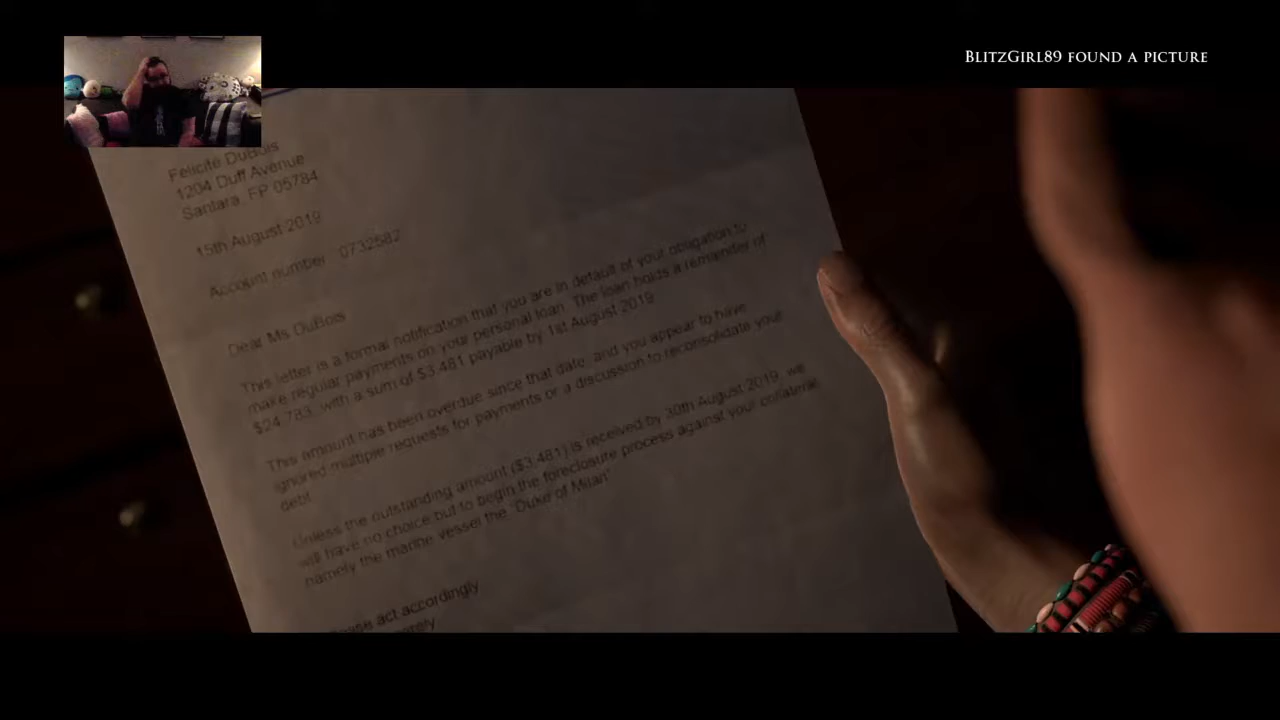 BLITZGIRL89 FOUND A PICTURE
Felicité DuBois
1204 Duff Avenue
Santara, FP 05784
15th August 2019
Account number 0732582
Dear Ms DuBois
This letter is a formal notification that you are in default of your obligation to
make regular payments on your personal loan. The loan holds a remainder of
$24,783, with a sum of $3,481 payable by 1st August 2019
This amount has been overdue since that date, and you appear to have
ignored multiple requests for payments or a discussion to reconsolidate your
debt.
Unless the outstanding amount ($3,481) is received by 30th August 2019, we
will have no choice but to begin the foreclosure process against your collateral,
namely the marine vessel the "Duke of Milan"
act accordingly